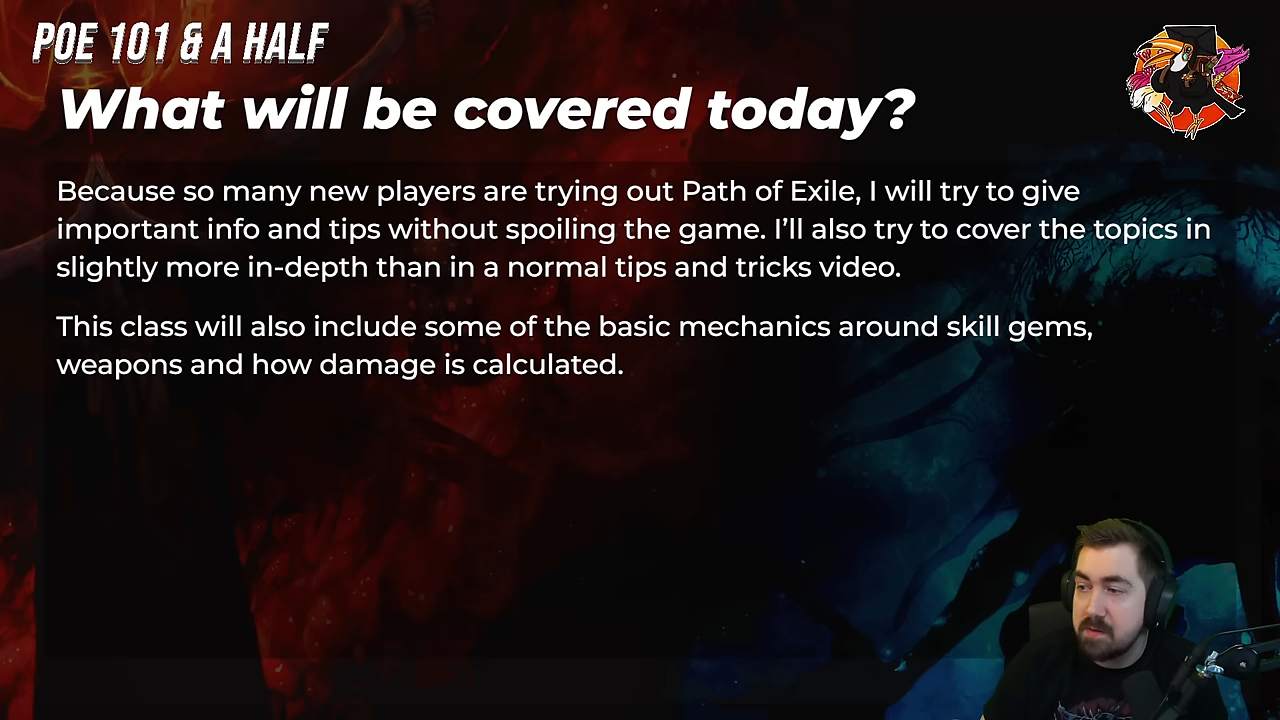 POE 101 & A HALF
What will be covered today?
Because so many new players are trying out Path of Exile, I will try to give
important info and tips without spoiling the game. I’ll also try to cover the topics in
slightly more in-depth than in a normal tips and tricks video.
This class will also include some of the basic mechanics around skill gems,
weapons and how damage is calculated.